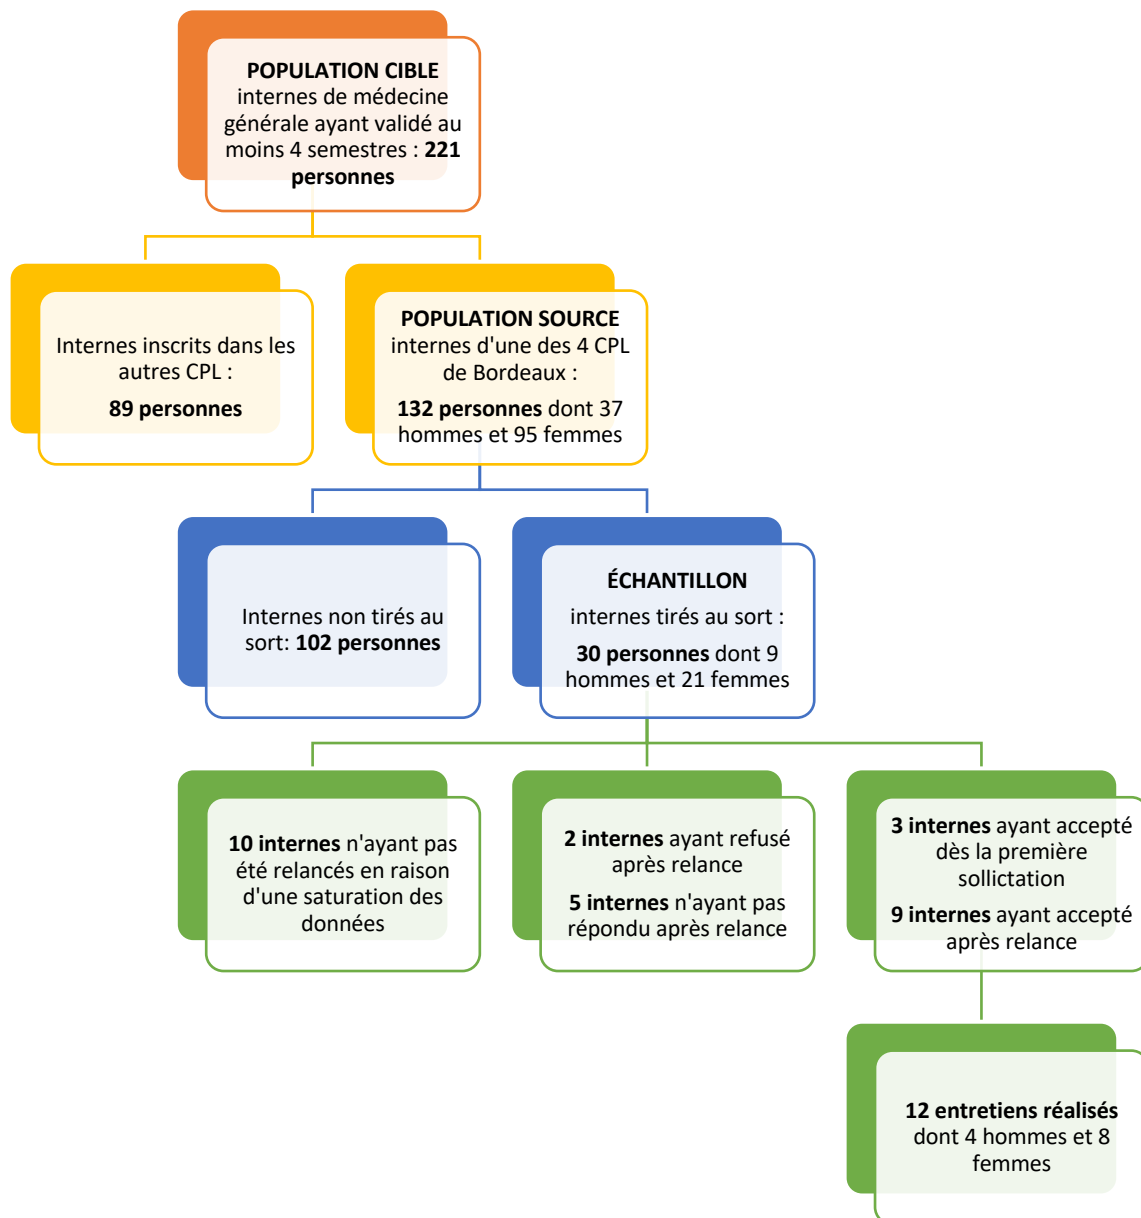 POPULATION CIBLE
internes de médecine
générale ayant validé au
moins 4 semestres : 221
personnes
Internes inscrits dans les
autres CPL :
89 personnes
POPULATION SOURCE
internes d'une des 4 CPL
de Bordeaux :
132 personnes dont 37
hommes et 95 femmes
Internes non tirés au
sort: 102 personnes
ÉCHANTILLON
internes tirés au sort :
30 personnes dont 9
hommes et 21 femmes
10 internes n'ayant pas
été relancés en raison
d'une saturation des
données
2 internes ayant refusé
après relance
5 internes n'ayant pas
répondu après relance
3 internes ayant accepté
dès la première
sollictation
9 internes ayant accepté
après relance
12 entretiens réalisés
dont 4 hommes et 8
femmes